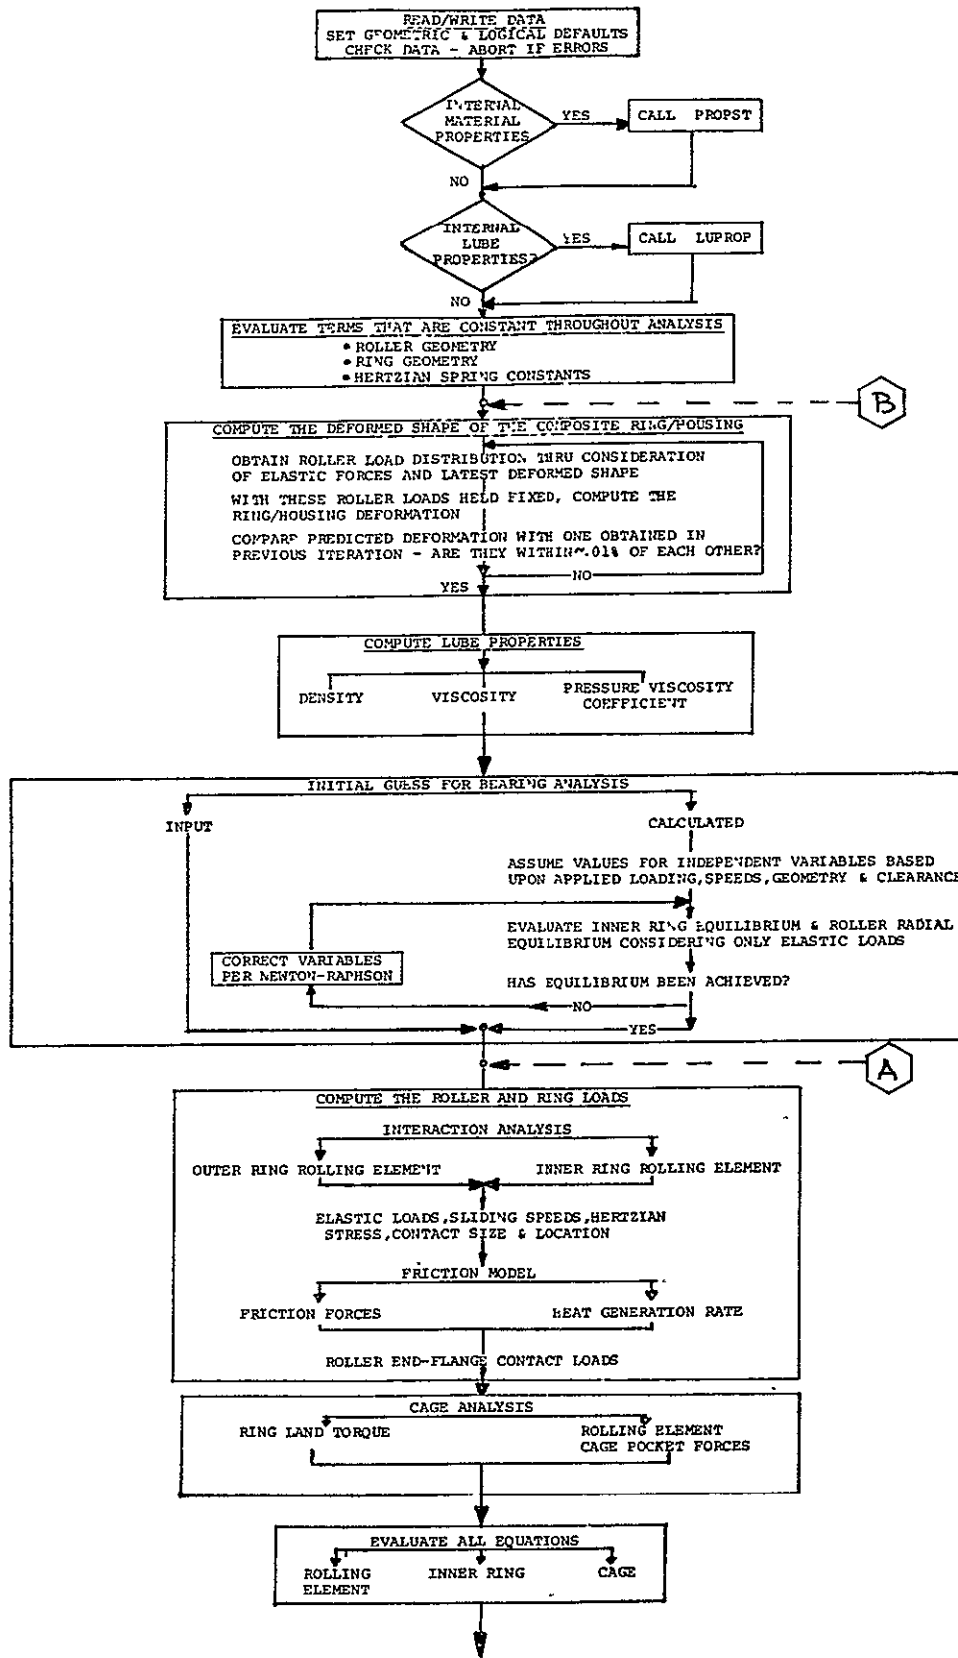 READ/WRITE DATA
SET GEOMETRIC & LOGICAL DEFAULTS
CHECK DATA - ABORT IF ERRORS
INTERNAL
MATERIAL
PROPERTIES
YES
CALL PROPST
NO
INTERNAL
LUBE
PROPERTIES?
YES
CALL LUPROP
NO
EVALUATE TERMS THAT ARE CONSTANT THROUGHOUT ANALYSIS
• ROLLER GEOMETRY
• RING GEOMETRY
• HERTZIAN SPRING CONSTANTS
B
COMPUTE THE DEFORMED SHAPE OF THE COMPOSITE RING/HOUSING
OBTAIN ROLLER LOAD DISTRIBUTION THRU CONSIDERATION
OF ELASTIC FORCES AND LATEST DEFORMED SHAPE
WITH THESE ROLLER LOADS HELD FIXED, COMPUTE THE
RING/HOUSING DEFORMATION
COMPARE PREDICTED DEFORMATION WITH ONE OBTAINED IN
PREVIOUS ITERATION - ARE THEY WITHIN ~.01% OF EACH OTHER?
NO
YES
COMPUTE LUBE PROPERTIES
DENSITY VISCOSITY PRESSURE VISCOSITY
COEFFICIENT
INITIAL GUESS FOR BEARING ANALYSIS
INPUT CALCULATED
ASSUME VALUES FOR INDEPENDENT VARIABLES BASED
UPON APPLIED LOADING, SPEEDS, GEOMETRY & CLEARANCE
EVALUATE INNER RING EQUILIBRIUM & ROLLER RADIAL
EQUILIBRIUM CONSIDERING ONLY ELASTIC LOADS
CORRECT VARIABLES
PER NEWTON-RAPHSON
HAS EQUILIBRIUM BEEN ACHIEVED?
NO
YES
A
COMPUTE THE ROLLER AND RING LOADS
INTERACTION ANALYSIS
OUTER RING ROLLING ELEMENT INNER RING ROLLING ELEMENT
ELASTIC LOADS, SLIDING SPEEDS, HERTZIAN
STRESS, CONTACT SIZE & LOCATION
FRICTION MODEL
FRICTION FORCES HEAT GENERATION RATE
ROLLER END-FLANGE CONTACT LOADS
CAGE ANALYSIS
RING LAND TORQUE ROLLING ELEMENT
CAGE POCKET FORCES
EVALUATE ALL EQUATIONS
ROLLING INNER RING CAGE
ELEMENT